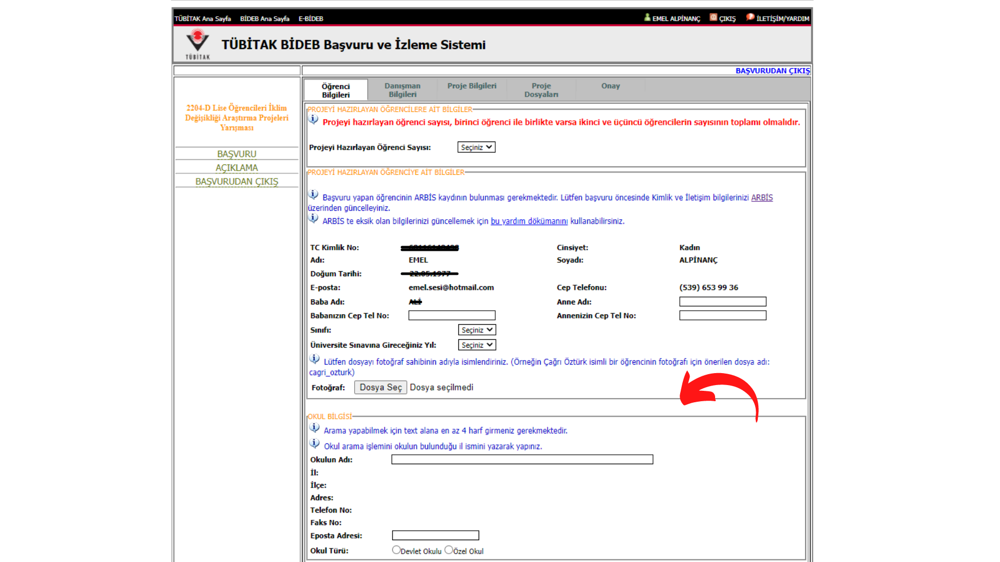 TÜBİTAK Ana Sayfa BİDEB Ana Sayfa E-BİDEB EMEL ALPİNANÇ ÇIKIŞ İLETİŞİM/YARDIM
TÜBİTAK
TÜBİTAK BİDEB Başvuru ve İzleme Sistemi
BAŞVURUDAN ÇIKIŞ
2204-D Lise Öğrencileri İklim
Değişikliği Araştırma Projeleri
Yarışması
BAŞVURU
AÇIKLAMA
BAŞVURUDAN ÇIKIŞ
Öğrenci
Bilgileri
Danışman
Bilgileri
Proje Bilgileri
Proje
Dosyaları
Onay
PROJEYİ HAZIRLAYAN ÖĞRENCİLERE AİT BİLGİLER
Projeyi hazırlayan öğrenci sayısı, birinci öğrenci ile birlikte varsa ikinci ve üçüncü öğrencilerin sayısının toplamı olmalıdır.
Projeyi Hazırlayan Öğrenci Sayısı: Seçiniz
PROJEYİ HAZIRLAYAN ÖĞRENCİYE AİT BİLGİLER
Başvuru yapan öğrencinin ARBİS kaydının bulunması gerekmektedir. Lütfen başvuru öncesinde Kimlik ve İletişim bilgilerinizi ARBİS
üzerinden güncelleyiniz.
ARBİS te eksik olan bilgilerinizi güncellemek için bu yardım dökümanını kullanabilirsiniz.
TC Kimlik No: Cinsiyet: Kadın
Adı: EMEL Soyadı: ALPİNANÇ
Doğum Tarihi:
E-posta: emel.sesi@hotmail.com Cep Telefonu: (539) 653 99 36
Baba Adı: Anne Adı:
Babanızın Cep Tel No: Annenizin Cep Tel No:
Sınıfı: Seçiniz
Üniversite Sınavına Gireceğiniz Yıl: Seçiniz
Lütfen dosyayı fotoğraf sahibinin adıyla isimlendiriniz. (Örneğin Çağrı Öztürk isimli bir öğrencinin fotoğrafı için önerilen dosya adı:
cagri_ozturk)
Fotoğraf: Dosya Seç Dosya seçilmedi
OKUL BİLGİSİ
Arama yapabilmek için text alana en az 4 harf girmeniz gerekmektedir.
Okul arama işlemini okulun bulunduğu il ismini yazarak yapınız.
Okulun Adı:
İl:
İlçe:
Adres:
Telefon No:
Faks No:
Eposta Adresi:
Okul Türü: Devlet Okulu Özel Okul